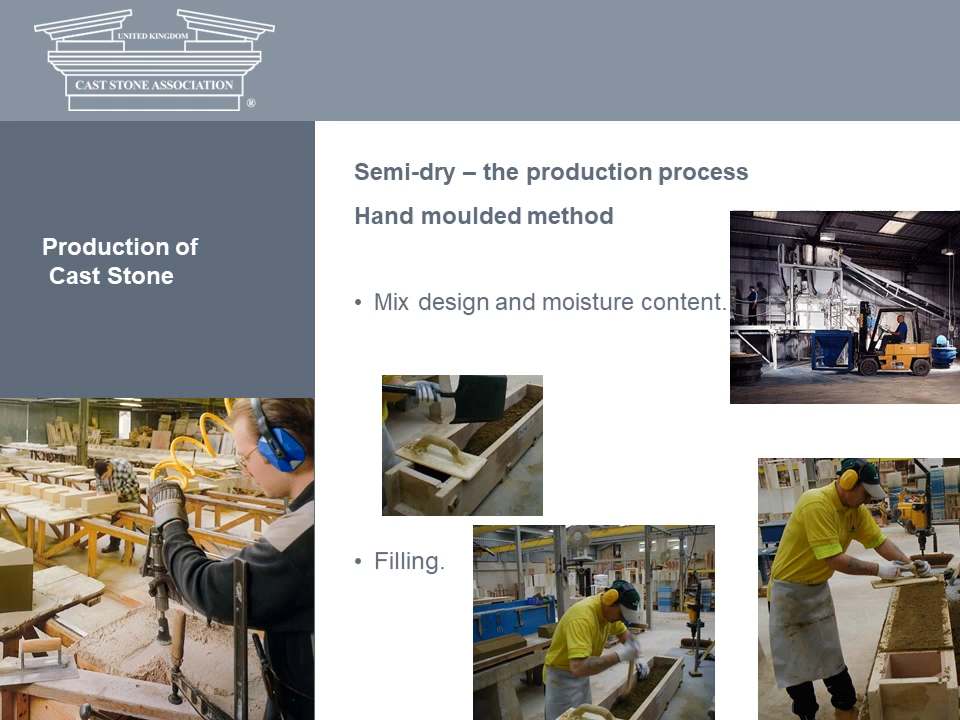 UNITED KINGDOM
CAST STONE ASSOCIATION
®
Production of
Cast Stone
Semi-dry – the production process
Hand moulded method
• Mix design and moisture content.
• Filling.